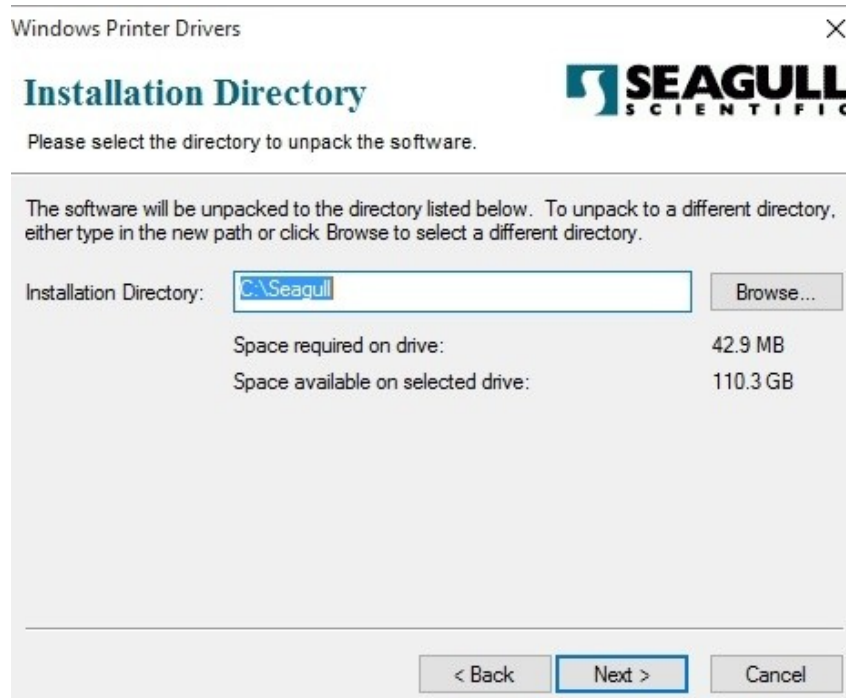 Windows Printer Drivers
Installation Directory
SEAGULL
SCIENTIFIC
Please select the directory to unpack the software.
The software will be unpacked to the directory listed below. To unpack to a different directory,
either type in the new path or click Browse to select a different directory.
Installation Directory: C:\Seagull Browse...
Space required on drive: 42.9 MB
Space available on selected drive: 110.3 GB
< Back Next > Cancel